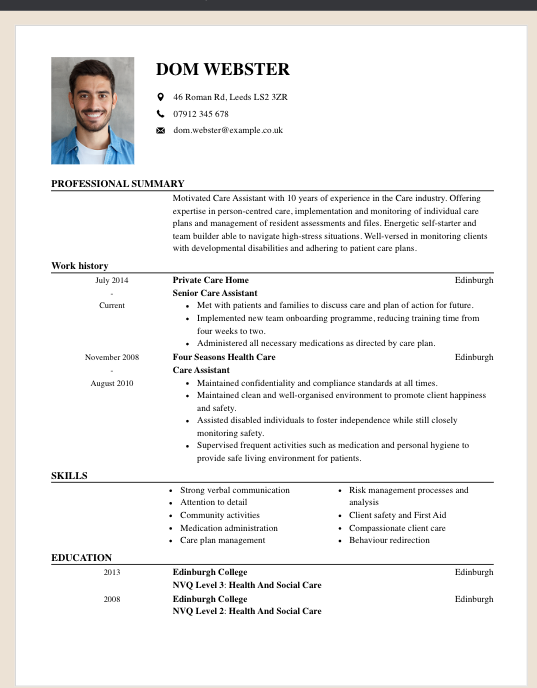 DOM WEBSTER
46 Roman Rd, Leeds LS2 3ZR
07912 345 678
dom.webster@example.co.uk
PROFESSIONAL SUMMARY
Motivated Care Assistant with 10 years of experience in the Care industry. Offering
expertise in person-centred care, implementation and monitoring of individual care
plans and management of resident assessments and files. Energetic self-starter and
team builder able to navigate high-stress situations. Well-versed in monitoring clients
with developmental disabilities and adhering to patient care plans.
Work history
July 2014
-
Current
Private Care Home Edinburgh
Senior Care Assistant
• Met with patients and families to discuss care and plan of action for future.
• Implemented new team onboarding programme, reducing training time from
four weeks to two.
• Administered all necessary medications as directed by care plan.
November 2008
-
August 2010
Four Seasons Health Care Edinburgh
Care Assistant
• Maintained confidentiality and compliance standards at all times.
• Maintained clean and well-organised environment to promote client happiness
and safety.
• Assisted disabled individuals to foster independence while still closely
monitoring safety.
• Supervised frequent activities such as medication and personal hygiene to
provide safe living environment for patients.
SKILLS
• Strong verbal communication
• Attention to detail
• Community activities
• Medication administration
• Care plan management
• Risk management processes and
analysis
• Client safety and First Aid
• Compassionate client care
• Behaviour redirection
EDUCATION
2013 Edinburgh College Edinburgh
NVQ Level 3: Health And Social Care
2008 Edinburgh College Edinburgh
NVQ Level 2: Health And Social Care